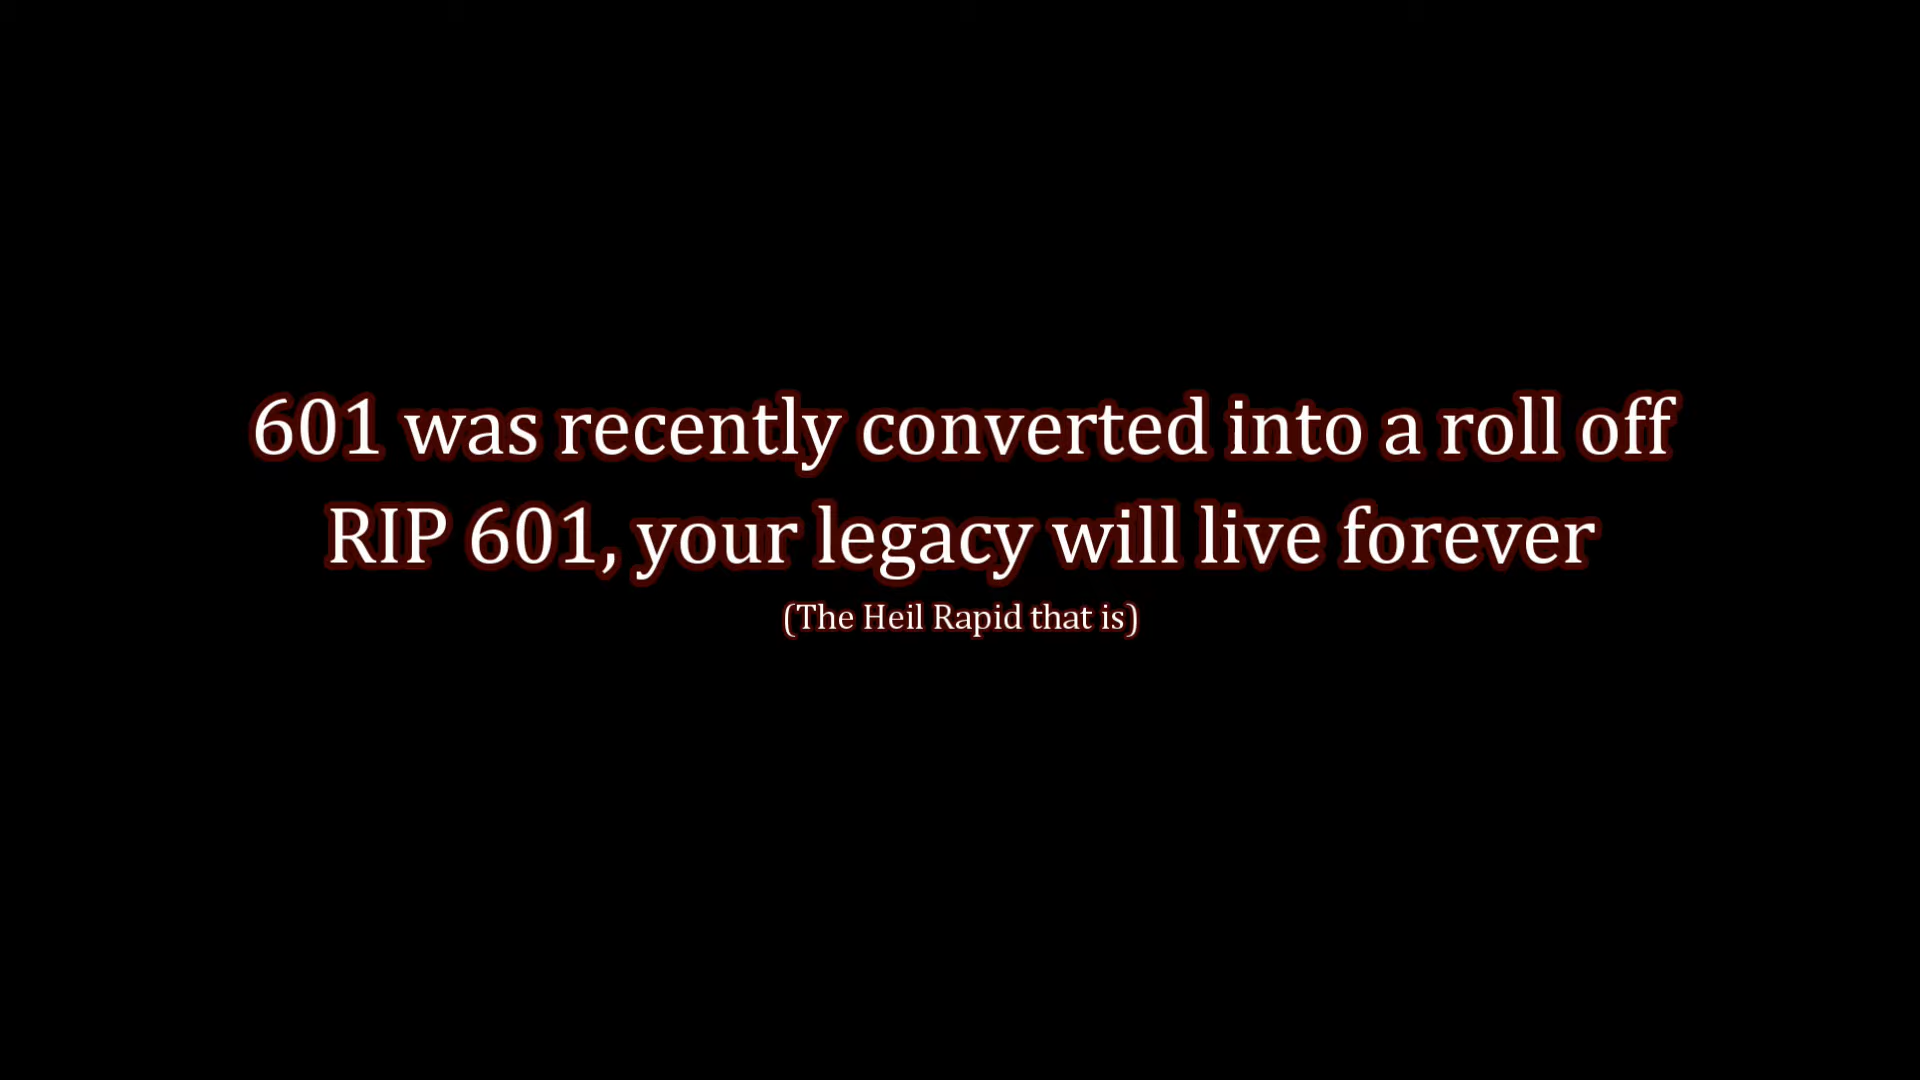 601 was recently converted into a roll off
RIP 601, your legacy will live forever
(The Heil Rapid that is)